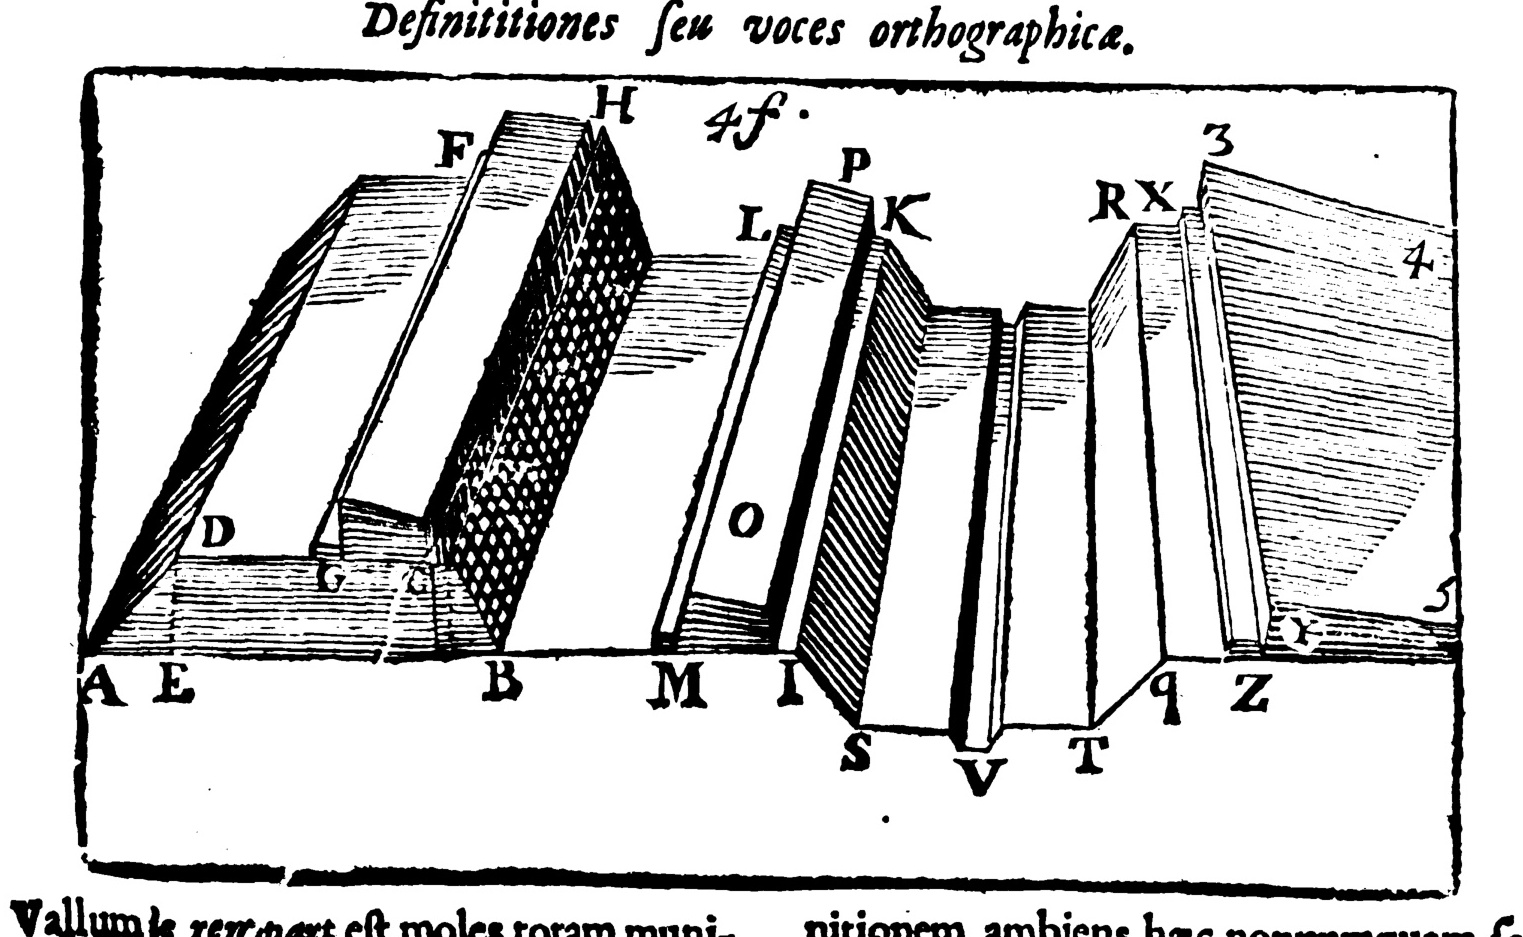 Definititiones ſeu voces orthographicæ.
H
4f.
F
3
P
L
K
R X
4
O
D
G G
5
Y
A E B M I q Z
S T
V
Vallum le rempart eſt moles totam muni-
nitionem ambiens hæc nonnunquam